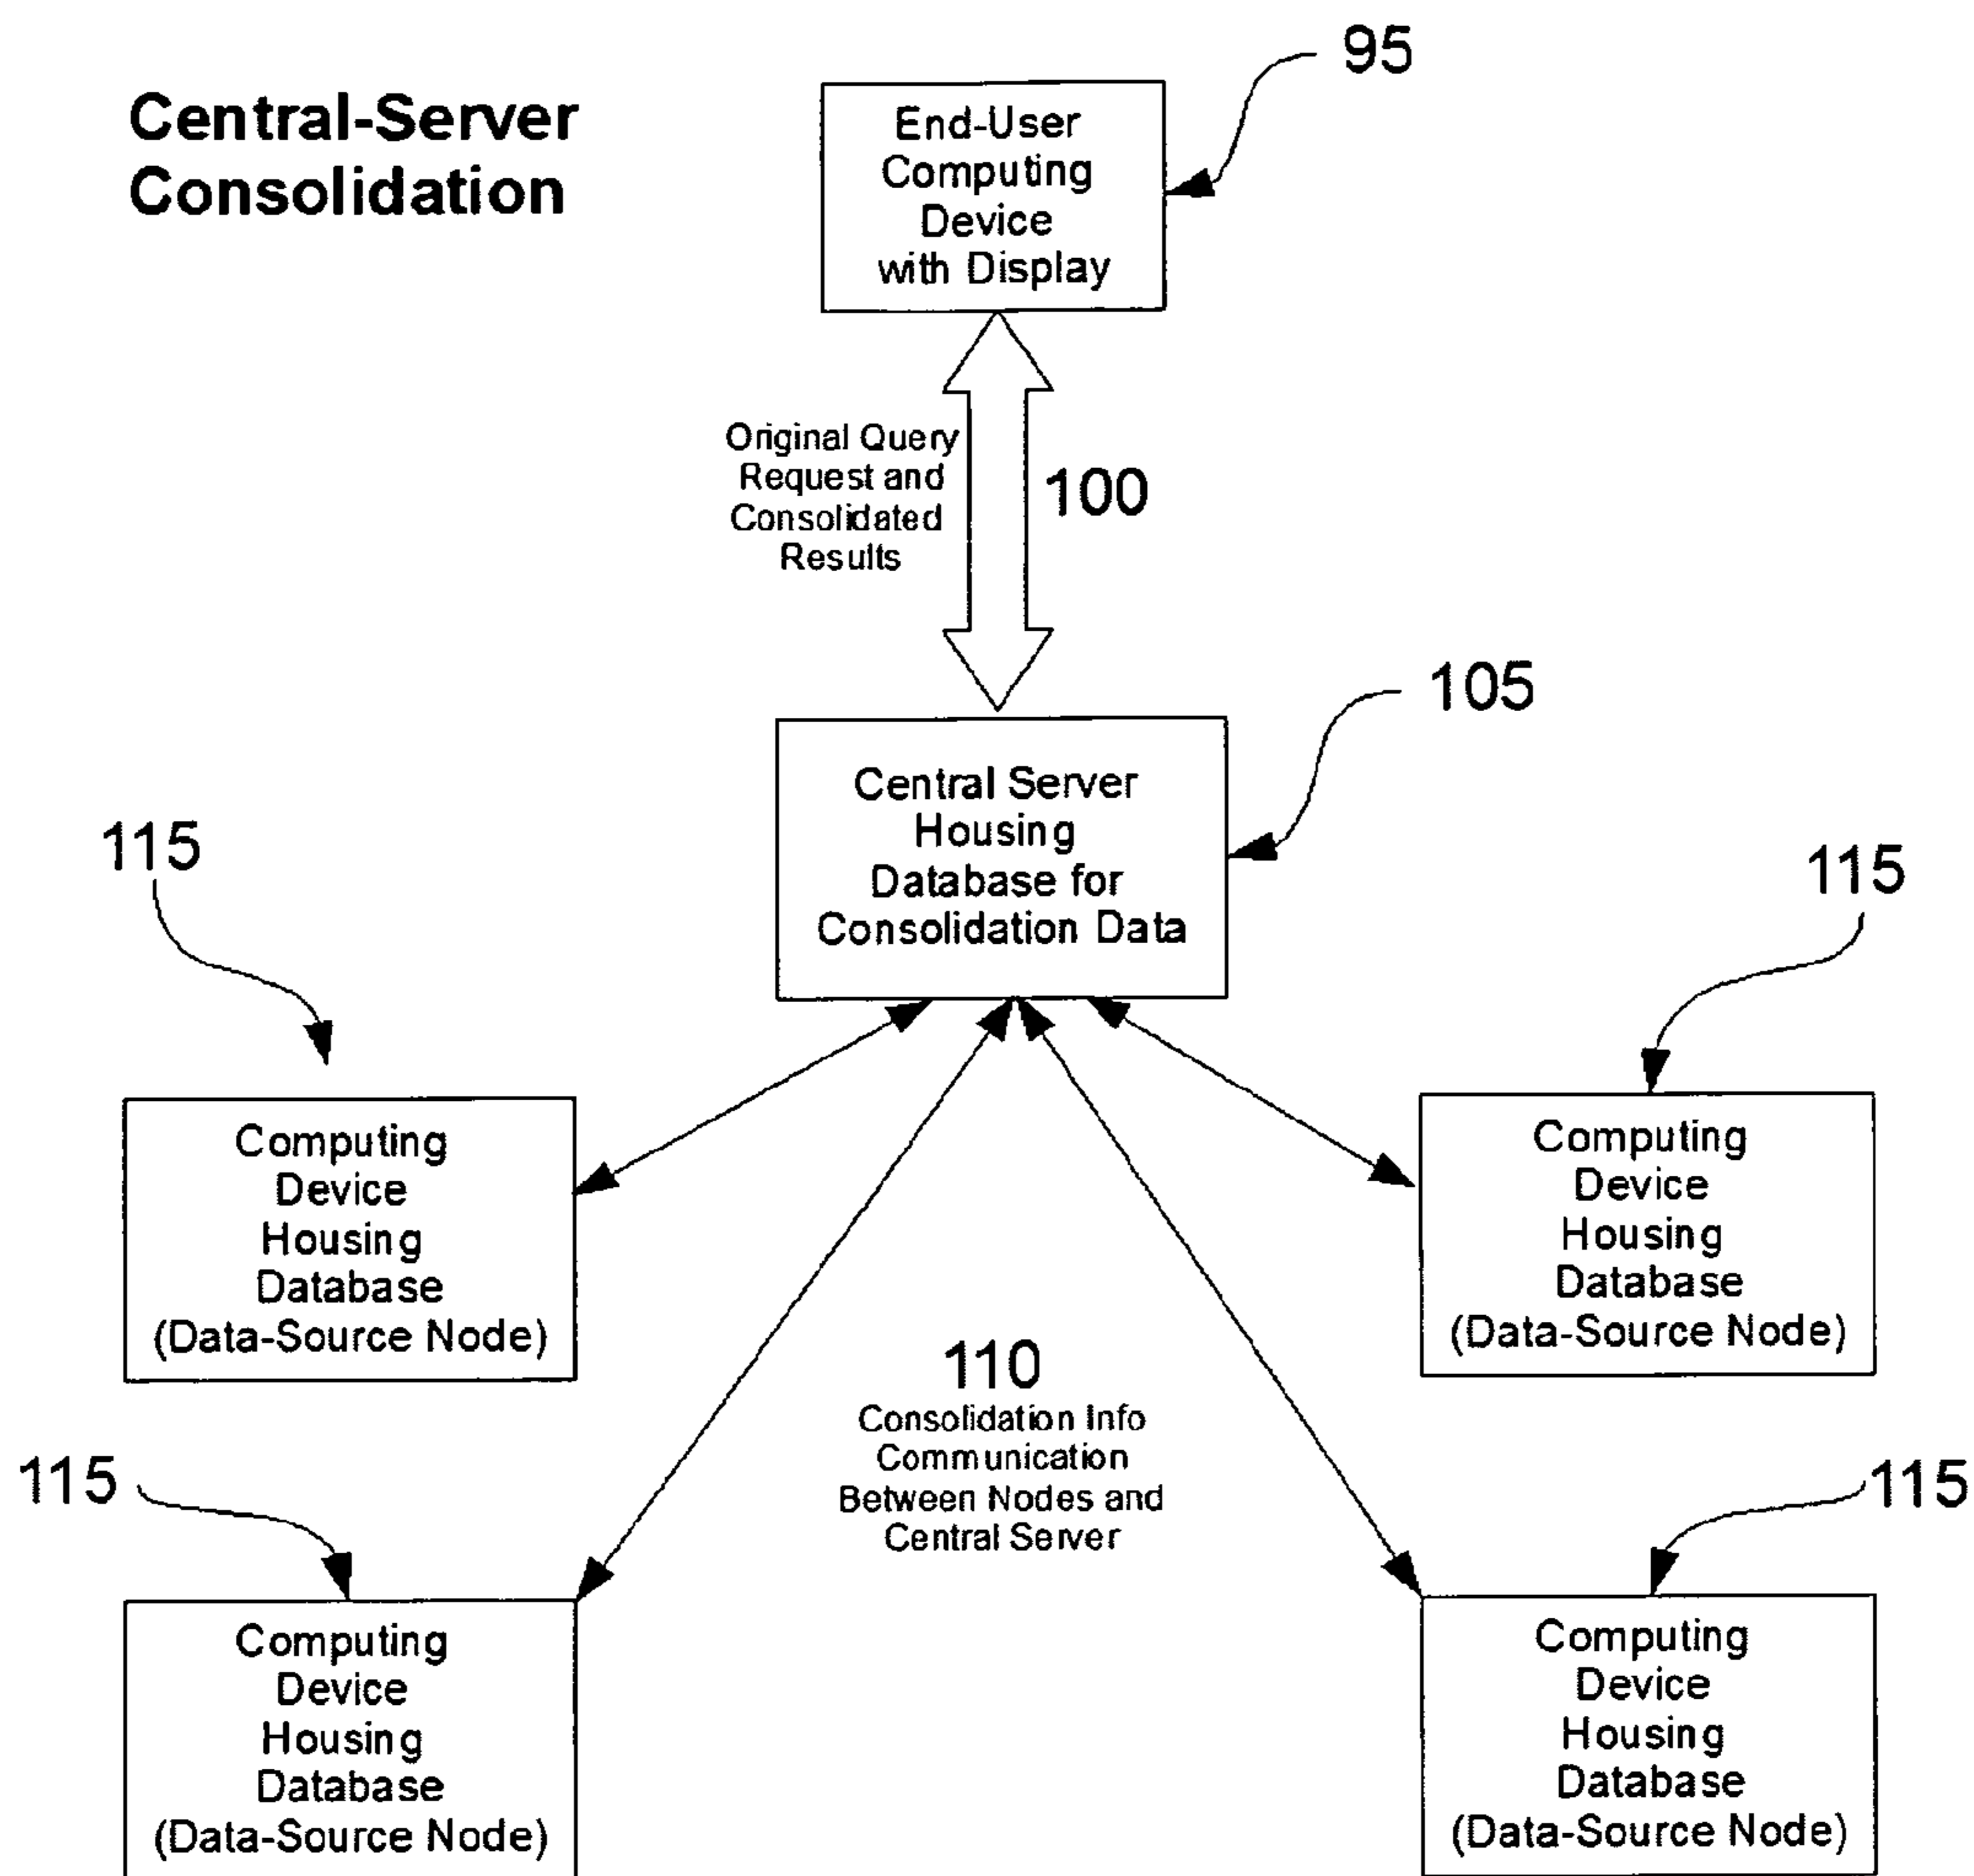 Central-Server
Consolidation
95
End-User
Computing
Device
with Display
Original Query
Request and
Consolidated
Results
100
105
Central Server
Housing
Database for
Consolidation Data
115
115
Computing
Device
Housing
Database
(Data-Source Node)
Computing
Device
Housing
Database
(Data-Source Node)
110
Consolidation Info
Communication
Between Nodes and
Central Server
115
115
Computing
Device
Housing
Database
(Data-Source Node)
Computing
Device
Housing
Database
(Data-Source Node)